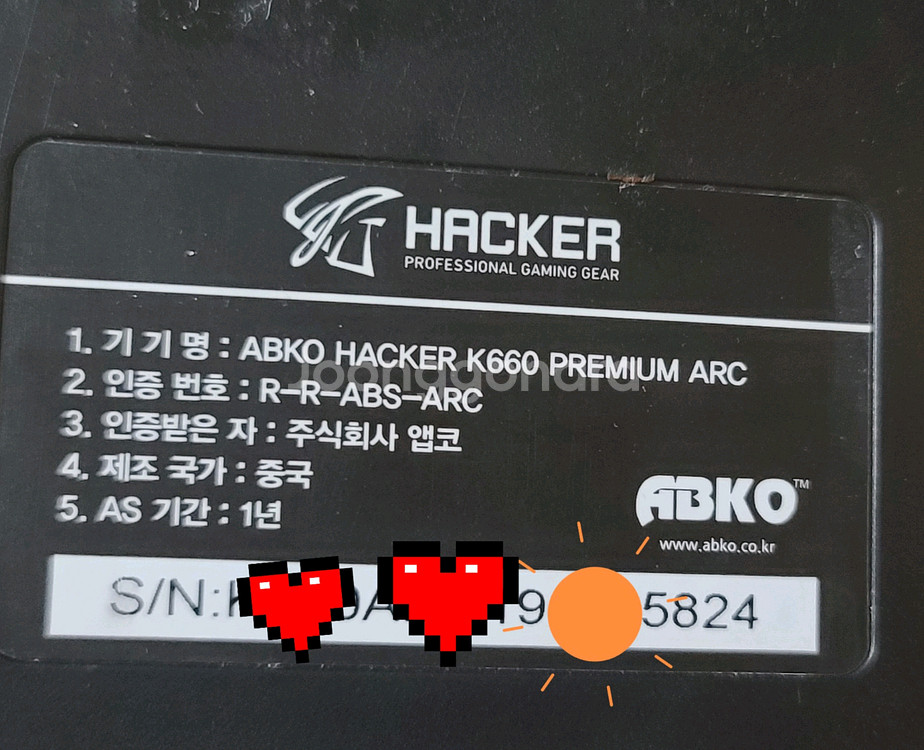 HACKER
PROFESSIONAL GAMING GEAR
1. 기 기 명 : ABKO HACKER K660 PREMIUM ARC
joonggonara
2. 인증 번호 : R-R-ABS-ARC
3. 인증받은 자 : 주식회사 앱코
4. 제조 국가 : 중국
5. AS 기간 : 1년
ABKO™
www.abko.co.kr
S/N: 5824